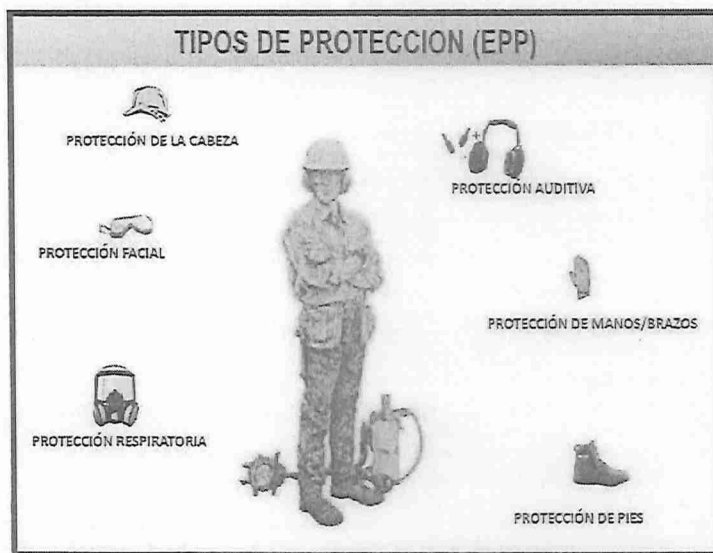 TIPOS DE PROTECCION (EPP)
PROTECCIÓN DE LA CABEZA
PROTECCIÓN AUDITIVA
PROTECCIÓN FACIAL
PROTECCIÓN DE MANOS/BRAZOS
PROTECCIÓN RESPIRATORIA
PROTECCIÓN DE PIES